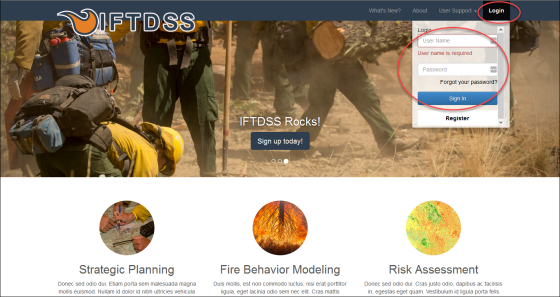 What's New?
About
User Support
Login
IFTDSS
Login
User Name
User name is required
Password
Forgot your password?
Sign In
Register
IFTDSS Rocks!
Sign up today!
Strategic Planning
Fire Behavior Modeling
Risk Assessment
Donec sed odio dui. Etiam porta sem malesuada magna
mollis euismod. Nullam id dolor id nibh ultricies vehicula
Duis mollis, est non commodo luctus, nisi erat porttitor
ligula, eget lacinia odio sem nec elit. Cras mattis
Donec sed odio dui. Cras justo odio, dapibus ac facilisis
in, egestas eget quam. Vestibulum id ligula porta felis